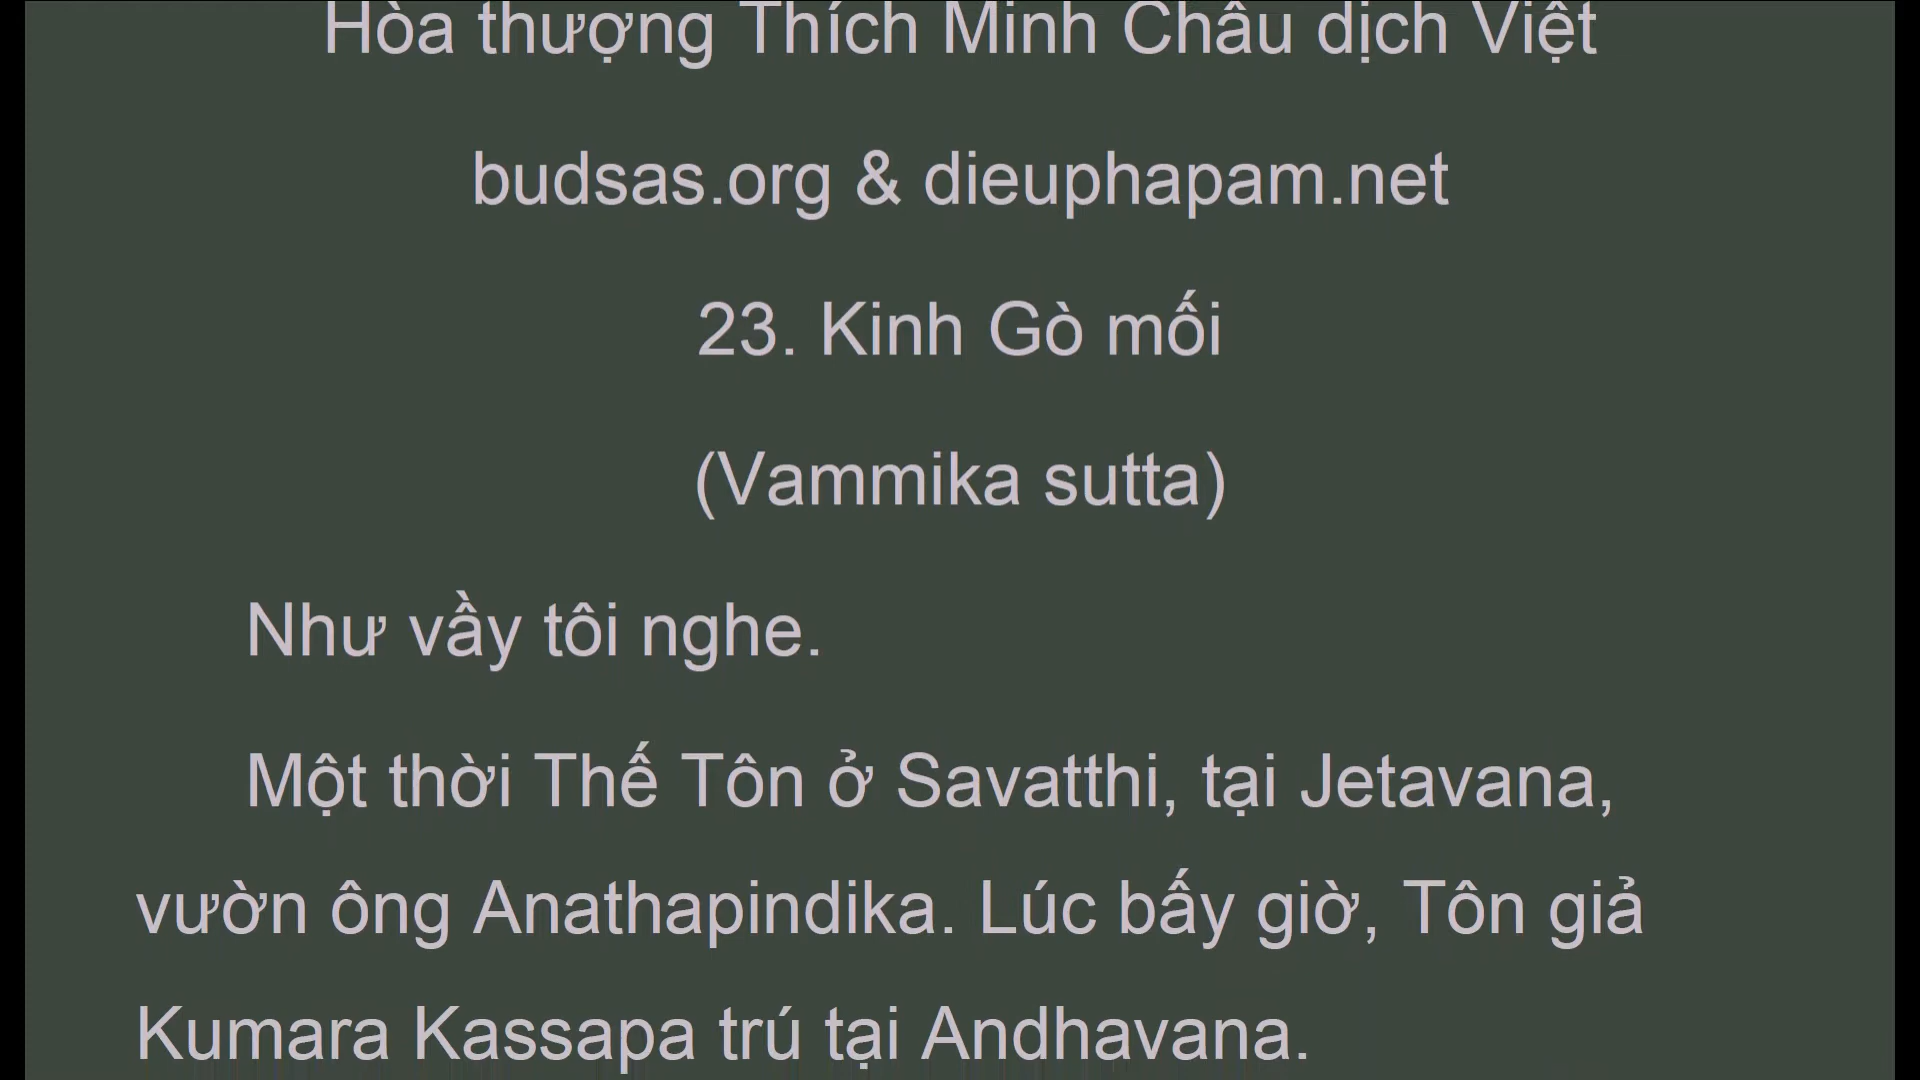 Hòa thượng Thích Minh Châu dịch Việt
budsas.org & dieuphapam.net
23. Kinh Gò mối
(Vammika sutta)
Như vầy tôi nghe.
Một thời Thế Tôn ở Savatthi, tại Jetavana,
vườn ông Anathapindika. Lúc bấy giờ, Tôn giả
Kumara Kassapa trú tại Andhavana.